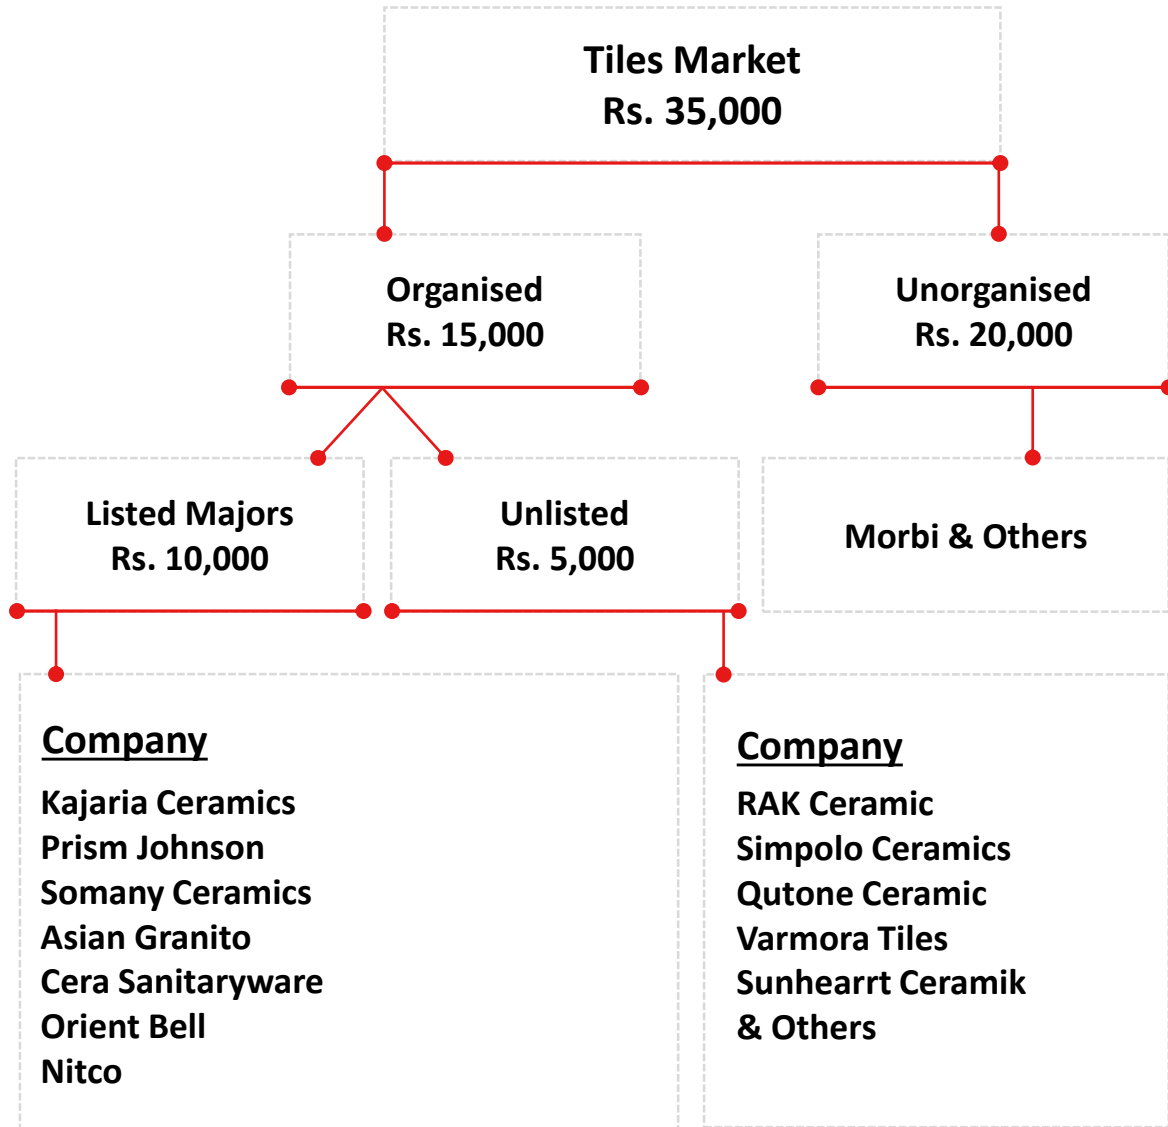 Tiles Market
Rs. 35,000
Organised
Rs. 15,000
Unorganised
Rs. 20,000
Listed Majors
Rs. 10,000
Unlisted
Rs. 5,000
Morbi & Others
Company
Kajaria Ceramics
Prism Johnson
Somany Ceramics
Asian Granito
Cera Sanitaryware
Orient Bell
Nitco
Company
RAK Ceramic
Simpolo Ceramics
Qutone Ceramic
Varmora Tiles
Sunhearrt Ceramik
& Others